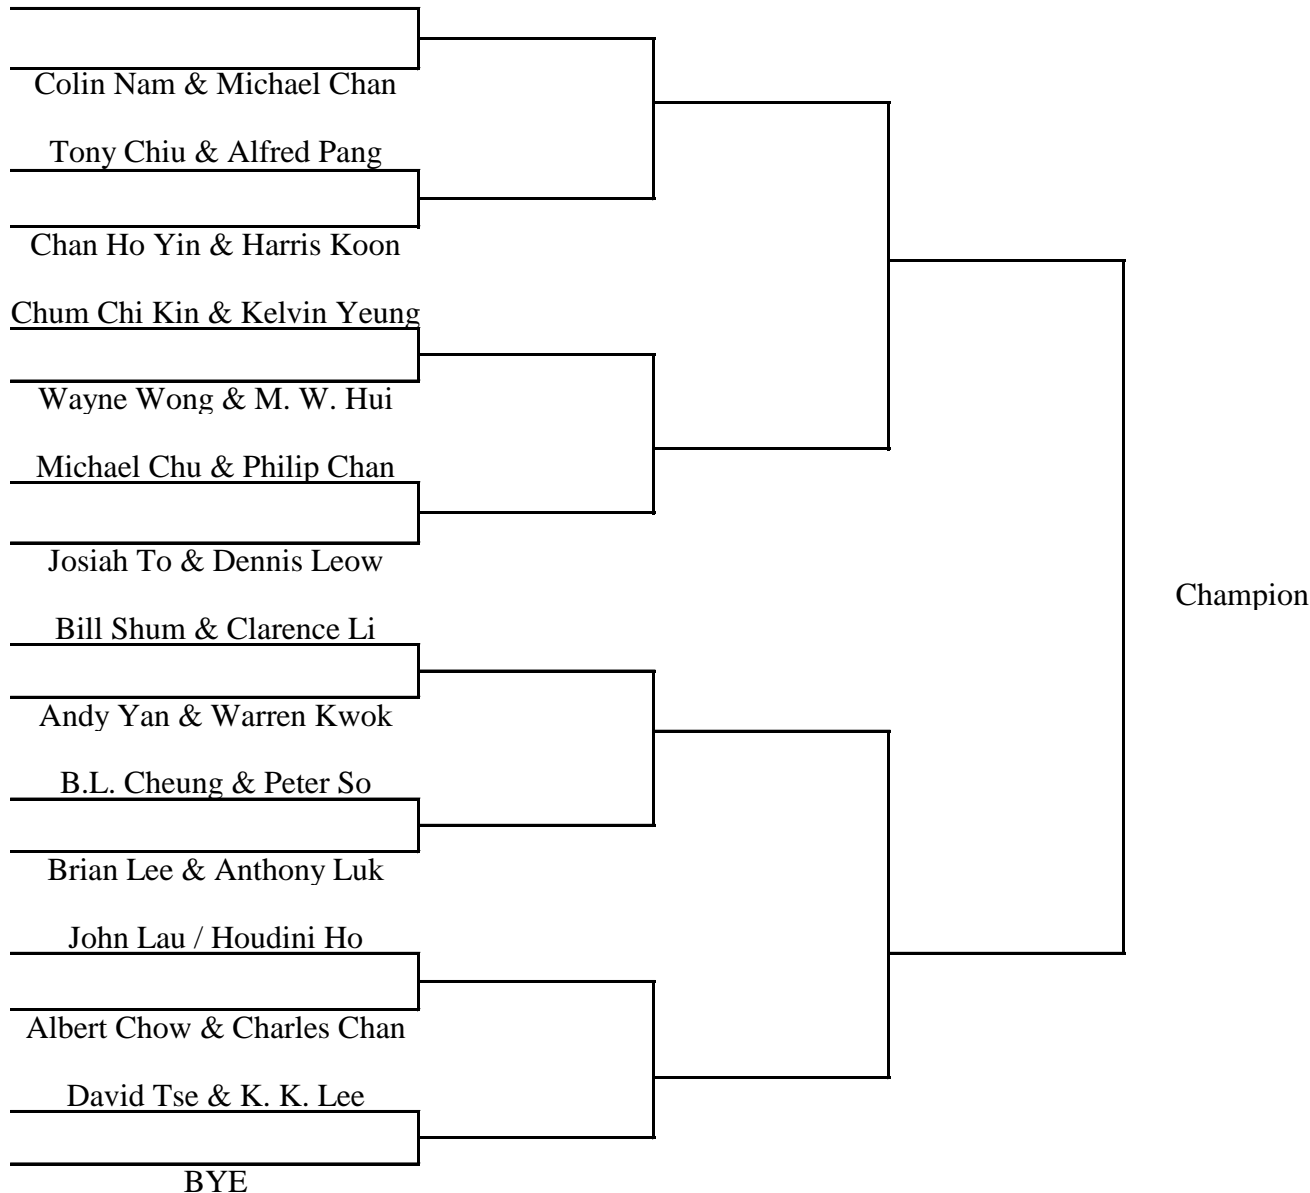 Colin Nam & Michael Chan
Tony Chiu & Alfred Pang
Chan Ho Yin & Harris Koon
Chum Chi Kin & Kelvin Yeung
Wayne Wong & M. W. Hui
Michael Chu & Philip Chan
Josiah To & Dennis Leow
Champion
Bill Shum & Clarence Li
Andy Yan & Warren Kwok
B.L. Cheung & Peter So
Brian Lee & Anthony Luk
John Lau / Houdini Ho
Albert Chow & Charles Chan
David Tse & K. K. Lee
BYE